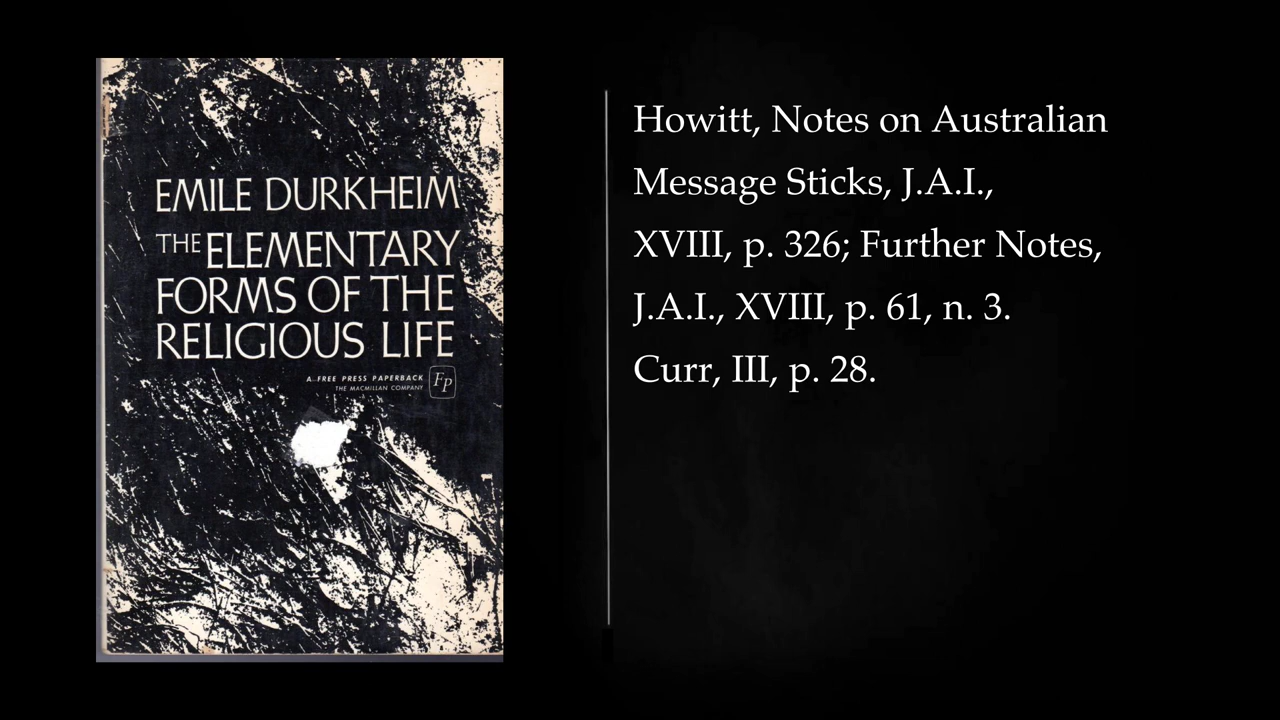 EMILE DURKHEIM
THE ELEMENTARY
FORMS OF THE
RELIGIOUS LIFE
A FREE PRESS PAPERBACK
THE MACMILLAN COMPANY
Fp
Howitt, Notes on Australian
Message Sticks, J.A.I.,
XVIII, p. 326; Further Notes,
J.A.I., XVIII, p. 61, n. 3.
Curr, III, p. 28.